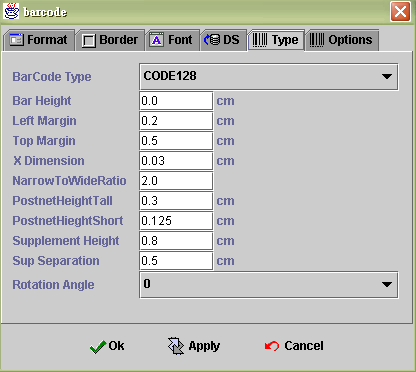 barcode
Format Border Font DS Type Options
BarCode Type CODE128
Bar Height 0.0 cm
Left Margin 0.2 cm
Top Margin 0.5 cm
X Dimension 0.03 cm
NarrowToWideRatio 2.0
PostnetHeightTall 0.3 cm
PostnetHieghtShort 0.125 cm
Supplement Height 0.8 cm
Sup Separation 0.5 cm
Rotation Angle 0
Ok Apply Cancel